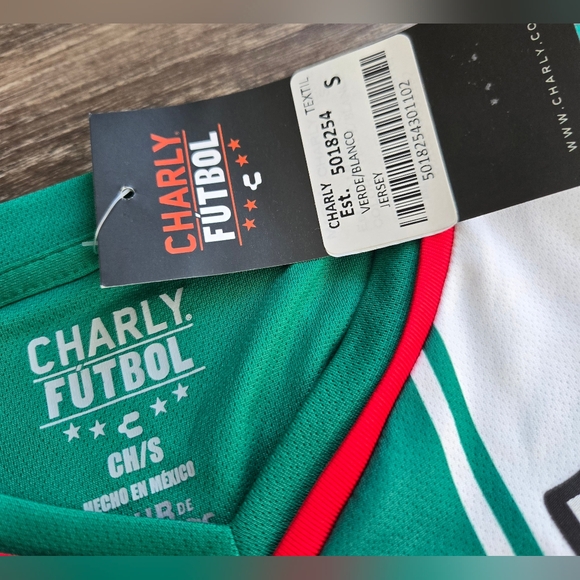 CHARLY
FÚTBOL
CHARLY
TEXTIL
Est. 5018254 S
VERDE/BLANCO
JERSEY
5018254301102
WWW.CHARLY.CO
CHARLY.
FÚTBOL
CH/S
HECHO EN MÉXICO
DE